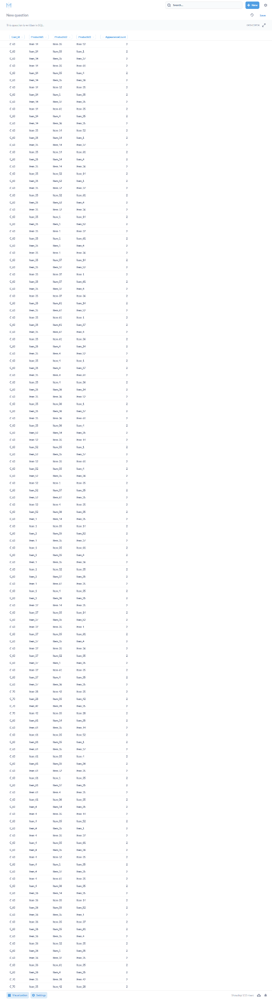 Search...
New
New question
Save
This question is written in SQL.
OPEN EDITOR
Cust_Id ProductId1 ProductId2 ProductId3 AppearanceCount
C_63 Item_14 Item_35 Item_52 2
C_63 Item_14 Item_35 Item_1 2
C_63 Item_14 Item_35 Item_37 2
C_63 Item_14 Item_35 Item_61 2
C_63 Item_14 Item_35 Item_4 2
C_63 Item_14 Item_35 Item_36 2
C_63 Item_14 Item_52 Item_35 2
C_63 Item_14 Item_1 Item_35 2
C_63 Item_14 Item_37 Item_35 2
C_63 Item_14 Item_61 Item_35 2
C_63 Item_14 Item_4 Item_35 2
C_63 Item_14 Item_36 Item_35 2
C_63 Item_35 Item_14 Item_52 2
C_63 Item_35 Item_14 Item_1 2
C_63 Item_35 Item_14 Item_37 2
C_63 Item_35 Item_14 Item_61 2
C_63 Item_35 Item_14 Item_4 2
C_63 Item_35 Item_14 Item_36 2
C_63 Item_35 Item_52 Item_14 2
C_63 Item_35 Item_52 Item_1 2
C_63 Item_35 Item_52 Item_37 2
C_63 Item_35 Item_52 Item_61 2
C_63 Item_35 Item_52 Item_4 2
C_63 Item_35 Item_52 Item_36 2
C_63 Item_35 Item_1 Item_14 2
C_63 Item_35 Item_1 Item_52 2
C_63 Item_35 Item_1 Item_37 2
C_63 Item_35 Item_1 Item_61 2
C_63 Item_35 Item_1 Item_4 2
C_63 Item_35 Item_1 Item_36 2
C_63 Item_35 Item_37 Item_14 2
C_63 Item_35 Item_37 Item_52 2
C_63 Item_35 Item_37 Item_1 2
C_63 Item_35 Item_37 Item_61 2
C_63 Item_35 Item_37 Item_4 2
C_63 Item_35 Item_37 Item_36 2
C_63 Item_35 Item_61 Item_14 2
C_63 Item_35 Item_61 Item_52 2
C_63 Item_35 Item_61 Item_1 2
C_63 Item_35 Item_61 Item_37 2
C_63 Item_35 Item_61 Item_4 2
C_63 Item_35 Item_61 Item_36 2
C_63 Item_35 Item_4 Item_14 2
C_63 Item_35 Item_4 Item_52 2
C_63 Item_35 Item_4 Item_1 2
C_63 Item_35 Item_4 Item_37 2
C_63 Item_35 Item_4 Item_61 2
C_63 Item_35 Item_4 Item_36 2
C_63 Item_35 Item_36 Item_14 2
C_63 Item_35 Item_36 Item_52 2
C_63 Item_35 Item_36 Item_1 2
C_63 Item_35 Item_36 Item_37 2
C_63 Item_35 Item_36 Item_61 2
C_63 Item_35 Item_36 Item_4 2
C_63 Item_52 Item_14 Item_35 2
C_63 Item_52 Item_35 Item_14 2
C_63 Item_52 Item_35 Item_1 2
C_63 Item_52 Item_35 Item_37 2
C_63 Item_52 Item_35 Item_61 2
C_63 Item_52 Item_35 Item_4 2
C_63 Item_52 Item_35 Item_36 2
C_63 Item_52 Item_1 Item_35 2
C_63 Item_52 Item_37 Item_35 2
C_63 Item_52 Item_61 Item_35 2
C_63 Item_52 Item_4 Item_35 2
C_63 Item_52 Item_36 Item_35 2
C_63 Item_1 Item_14 Item_35 2
C_63 Item_1 Item_35 Item_14 2
C_63 Item_1 Item_35 Item_52 2
C_63 Item_1 Item_35 Item_37 2
C_63 Item_1 Item_35 Item_61 2
C_63 Item_1 Item_35 Item_4 2
C_63 Item_1 Item_35 Item_36 2
C_63 Item_1 Item_52 Item_35 2
C_63 Item_1 Item_37 Item_35 2
C_63 Item_1 Item_61 Item_35 2
C_63 Item_1 Item_4 Item_35 2
C_63 Item_1 Item_36 Item_35 2
C_63 Item_37 Item_14 Item_35 2
C_63 Item_37 Item_35 Item_14 2
C_63 Item_37 Item_35 Item_52 2
C_63 Item_37 Item_35 Item_1 2
C_63 Item_37 Item_35 Item_61 2
C_63 Item_37 Item_35 Item_4 2
C_63 Item_37 Item_35 Item_36 2
C_63 Item_37 Item_52 Item_35 2
C_63 Item_37 Item_1 Item_35 2
C_63 Item_37 Item_61 Item_35 2
C_63 Item_37 Item_4 Item_35 2
C_63 Item_37 Item_36 Item_35 2
C_70 Item_28 Item_42 Item_35 2
C_70 Item_28 Item_35 Item_42 2
C_70 Item_42 Item_28 Item_35 2
C_70 Item_42 Item_35 Item_28 2
C_63 Item_61 Item_14 Item_35 2
C_63 Item_61 Item_35 Item_14 2
C_63 Item_61 Item_35 Item_52 2
C_63 Item_61 Item_35 Item_1 2
C_63 Item_61 Item_35 Item_37 2
C_63 Item_61 Item_35 Item_4 2
C_63 Item_61 Item_35 Item_36 2
C_63 Item_61 Item_52 Item_35 2
C_63 Item_61 Item_1 Item_35 2
C_63 Item_61 Item_37 Item_35 2
C_63 Item_61 Item_4 Item_35 2
C_63 Item_61 Item_36 Item_35 2
C_63 Item_4 Item_14 Item_35 2
C_63 Item_4 Item_35 Item_14 2
C_63 Item_4 Item_35 Item_52 2
C_63 Item_4 Item_35 Item_1 2
C_63 Item_4 Item_35 Item_37 2
C_63 Item_4 Item_35 Item_61 2
C_63 Item_4 Item_35 Item_36 2
C_63 Item_4 Item_52 Item_35 2
C_63 Item_4 Item_1 Item_35 2
C_63 Item_4 Item_37 Item_35 2
C_63 Item_4 Item_61 Item_35 2
C_63 Item_4 Item_36 Item_35 2
C_63 Item_36 Item_14 Item_35 2
C_63 Item_36 Item_35 Item_14 2
C_63 Item_36 Item_35 Item_52 2
C_63 Item_36 Item_35 Item_1 2
C_63 Item_36 Item_35 Item_37 2
C_63 Item_36 Item_35 Item_61 2
C_63 Item_36 Item_35 Item_4 2
C_63 Item_36 Item_52 Item_35 2
C_63 Item_36 Item_1 Item_35 2
C_63 Item_36 Item_37 Item_35 2
C_63 Item_36 Item_61 Item_35 2
C_63 Item_36 Item_4 Item_35 2
C_70 Item_35 Item_28 Item_42 2
C_70 Item_35 Item_42 Item_28 2
Visualization
Settings
Showing 132 rows